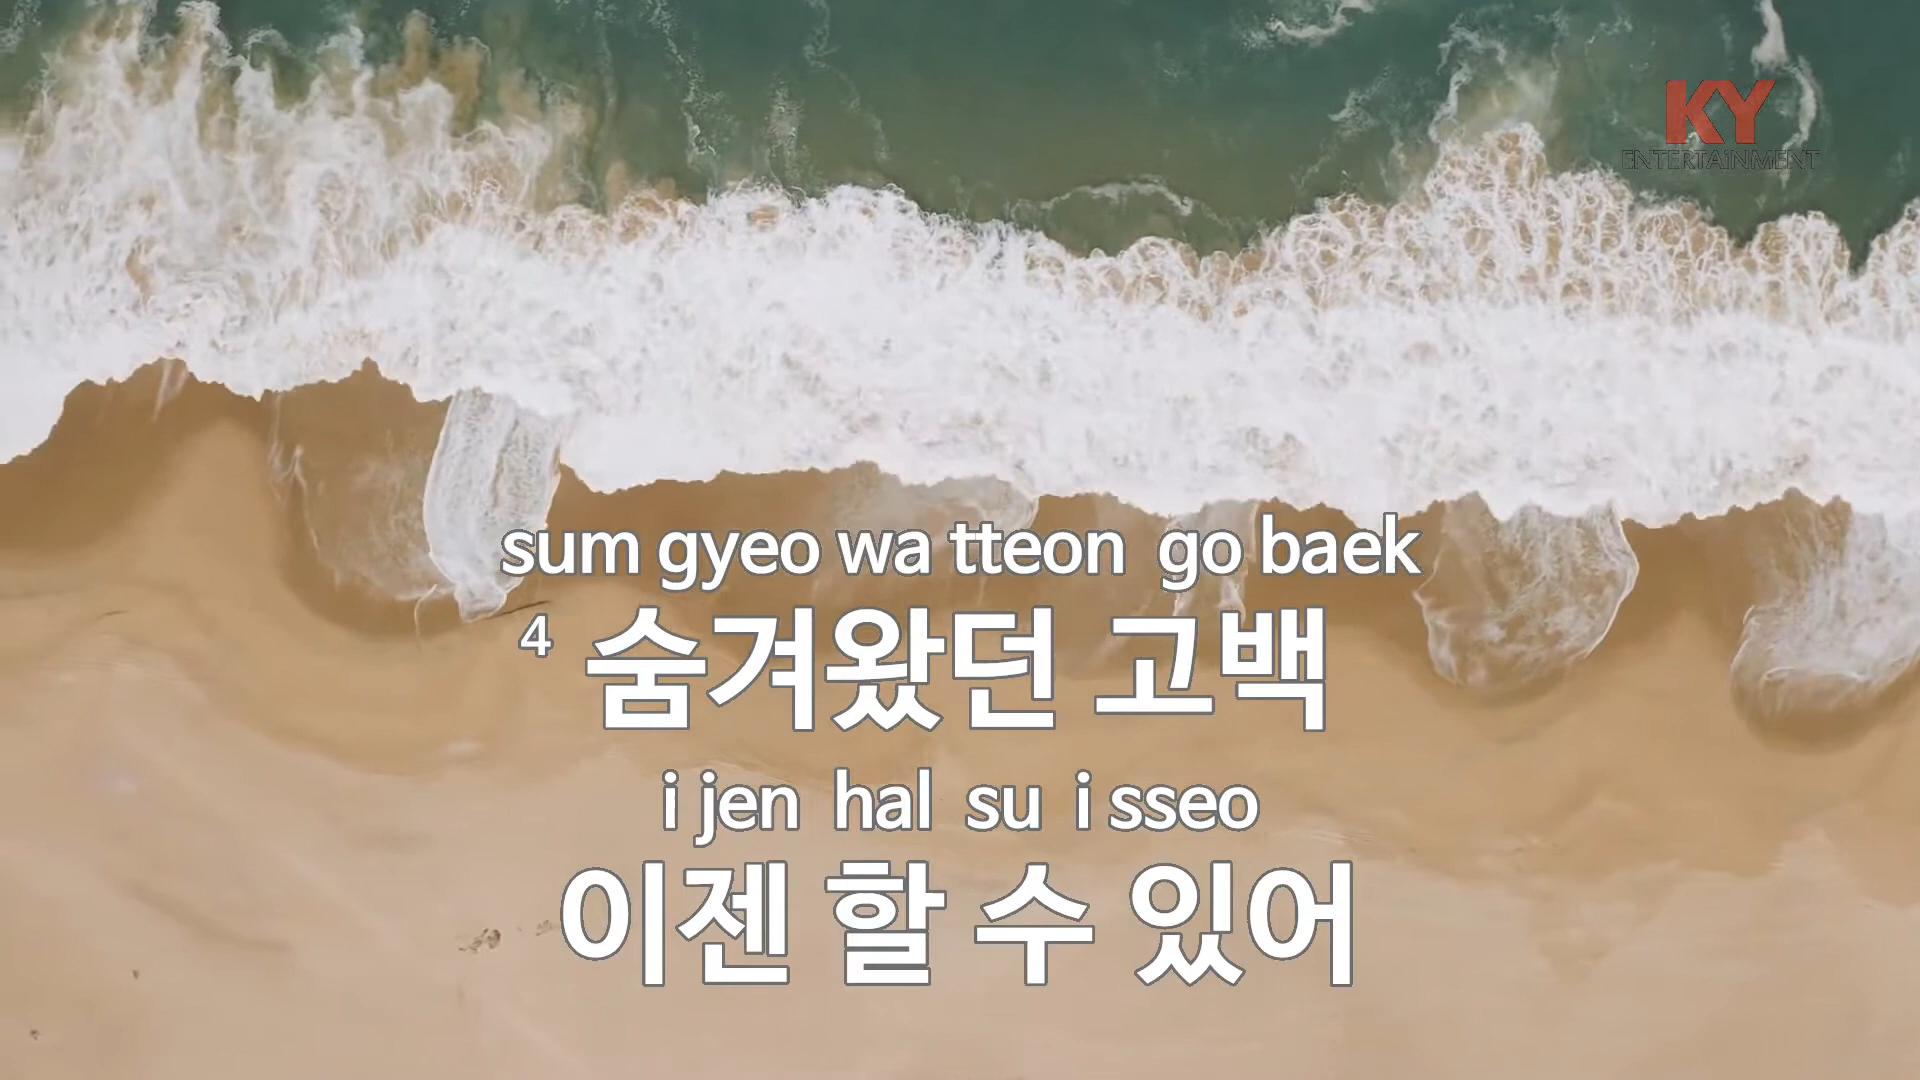 KY
ENTERTAINMENT
sum gyeo wa tteon go baek
4 숨겨왔던 고백
i jen hal su i sseo
이젠 할 수 있어